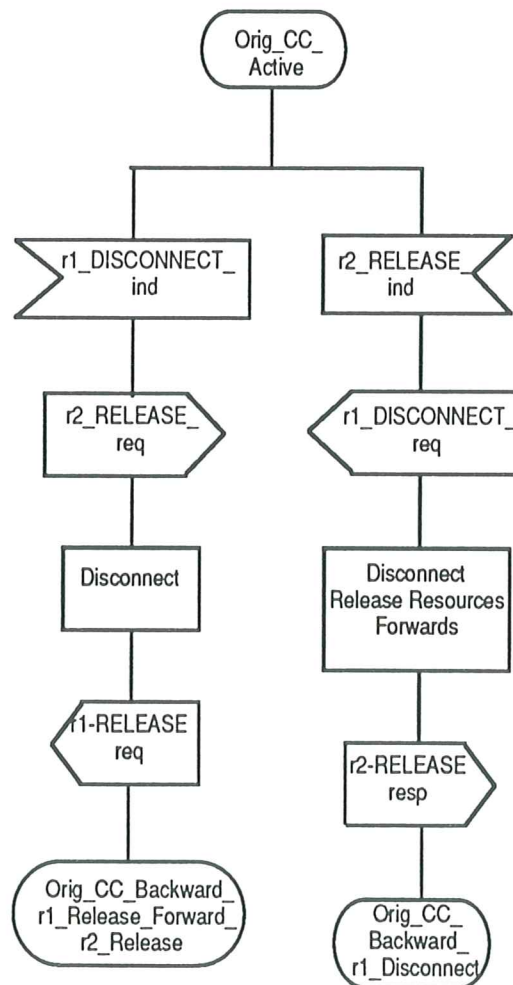 Orig_CC_
Active
r1_DISCONNECT_
ind
r2_RELEASE_
ind
r2_RELEASE_
req
r1_DISCONNECT_
req
Disconnect
Disconnect
Release Resources
Forwards
r1-RELEASE
req
r2-RELEASE
resp
Orig_CC_Backward_
r1_Release_Forward_
r2_Release
Orig_CC_
Backward_
r1_Disconnect